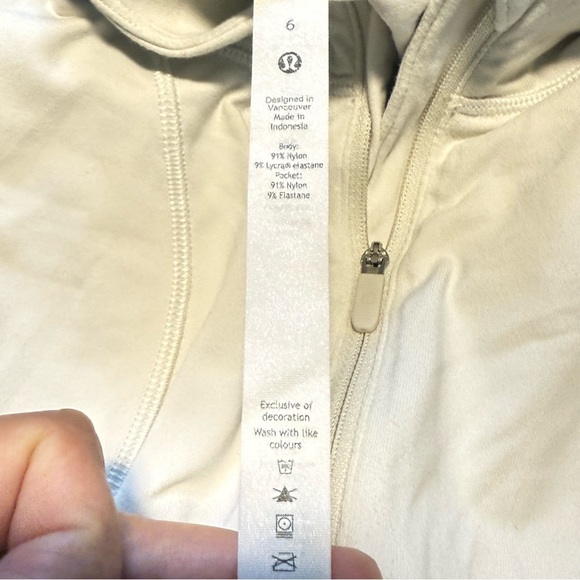 6
Designed in
Vancouver
Made in
Indonesia
Body:
91% Nylon
9% Lycra® elastane
Pocket:
91% Nylon
9% Elastane
Exclusive of
decoration
Wash with like
colours